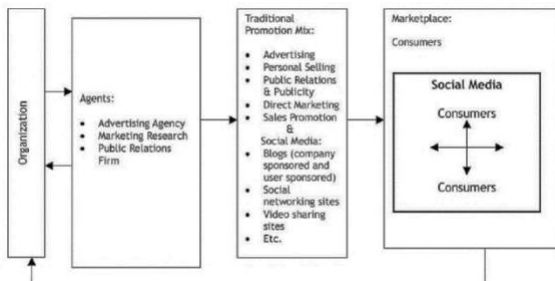 Organization
Agents:
• Advertising Agency
• Marketing Research
• Public Relations
Firm
Traditional
Promotion Mix:
• Advertising
• Personal Selling
• Public Relations
& Publicity
• Direct Marketing
• Sales Promotion
&
Social Media:
• Blogs (company
sponsored and
user sponsored)
• Social
networking sites
• Video sharing
sites
• Etc.
Marketplace:
Consumers
Social Media
Consumers
Consumers